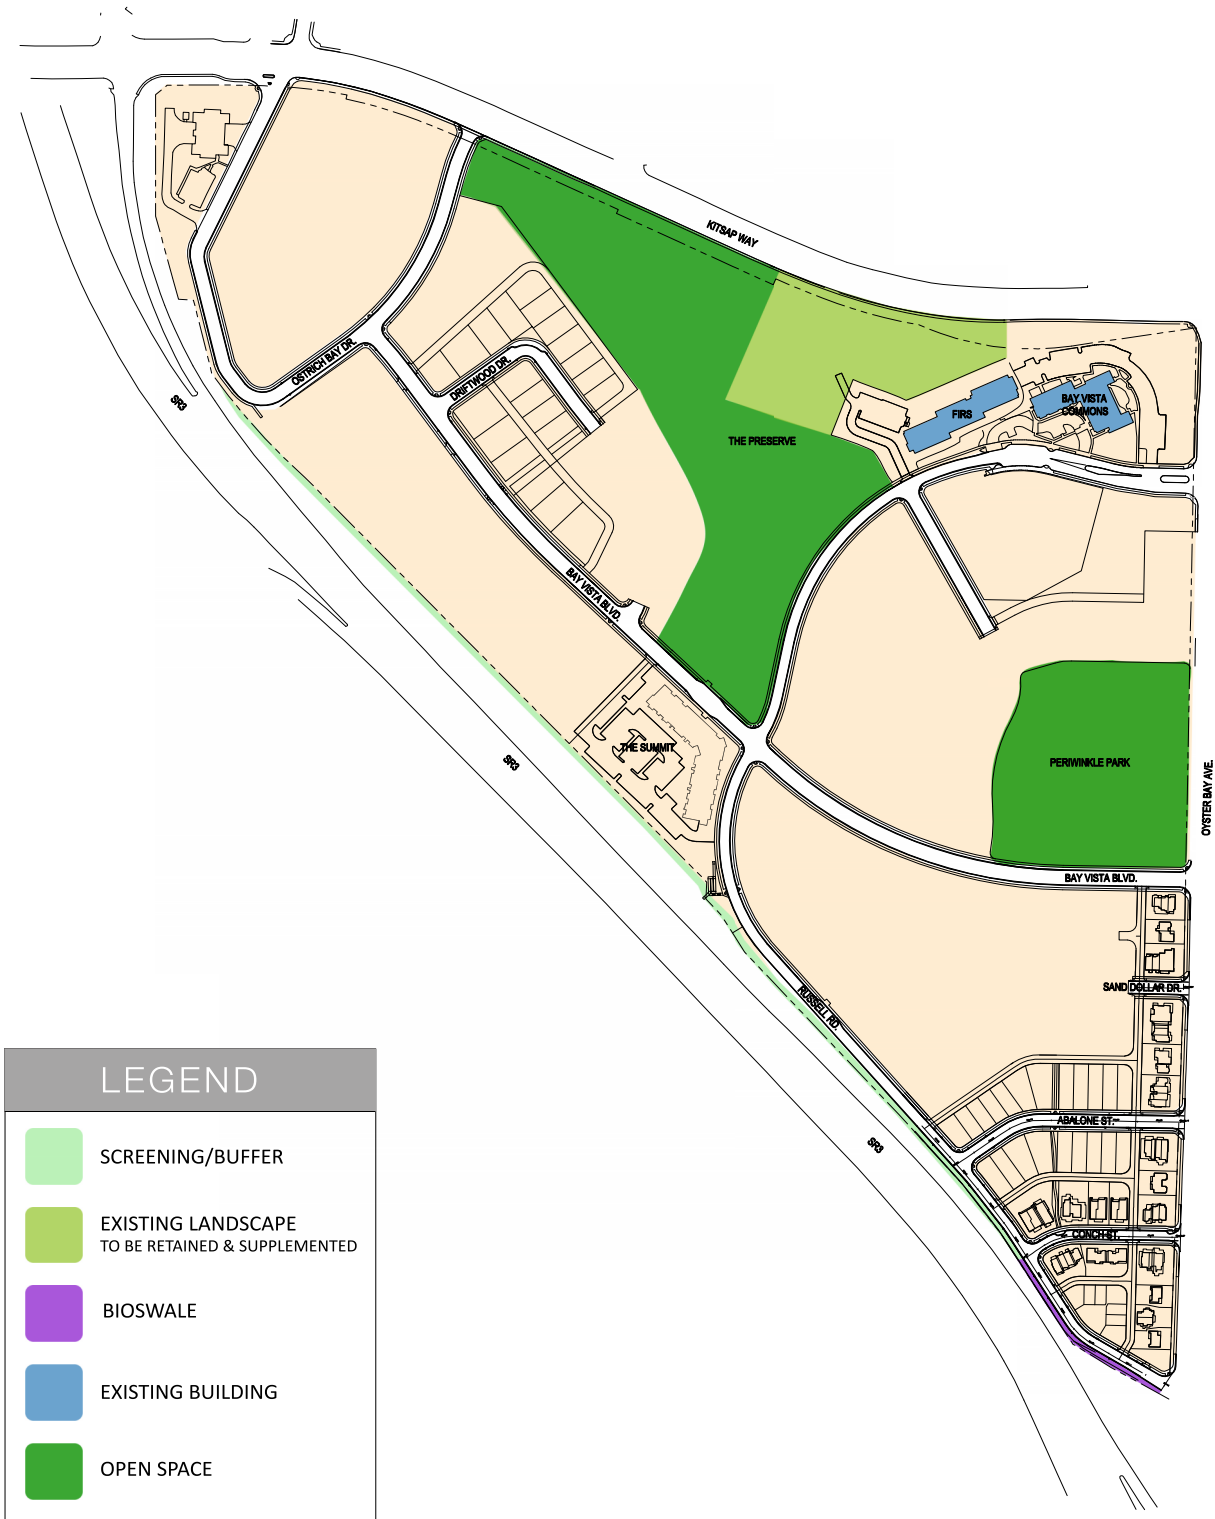 KITSAP WAY
OSTRICH BAY DR.
DRIFTWOOD DR.
SR3
FIRS
BAY VISTA
COMMONS
THE PRESERVE
BAY VISTA BLVD.
THE SUMMIT
SR3
PERIWINKLE PARK
OYSTER BAY AVE.
BAY VISTA BLVD.
RUSSELL RD.
SAND DOLLAR DR.
ABALONE ST.
SR3
CONCH ST.
LEGEND
SCREENING/BUFFER
EXISTING LANDSCAPE
TO BE RETAINED & SUPPLEMENTED
BIOSWALE
EXISTING BUILDING
OPEN SPACE